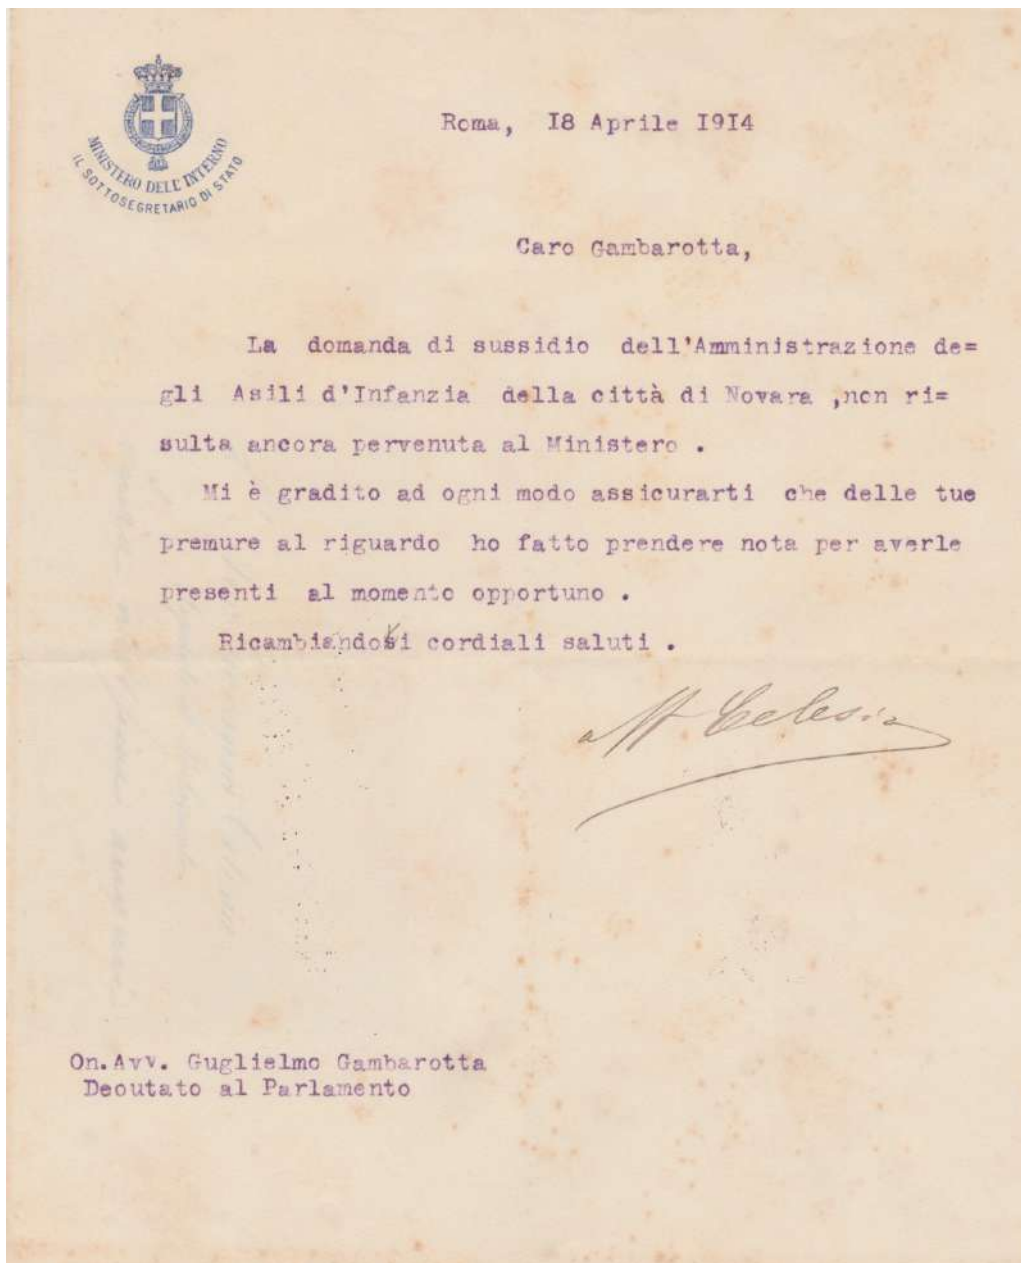 MINISTERO DELL'INTERNO
IL SOTTOSEGRETARIO DI STATO
Roma, I8 Aprile I9I4
Caro Gambarotta,
La domanda di sussidio dell'Amministrazione de=
gli Asili d'Infanzia della città di Novara ,non ri=
sulta ancora pervenuta al Ministero .
Mi è gradito ad ogni modo assicurarti che delle tue
premure al riguardo ho fatto prendere nota per averle
presenti al momento opportuno .
Ricambiandoti cordiali saluti .
aff Celesia
On.Avv. Guglielmo Gambarotta
Deoutato al Parlamento